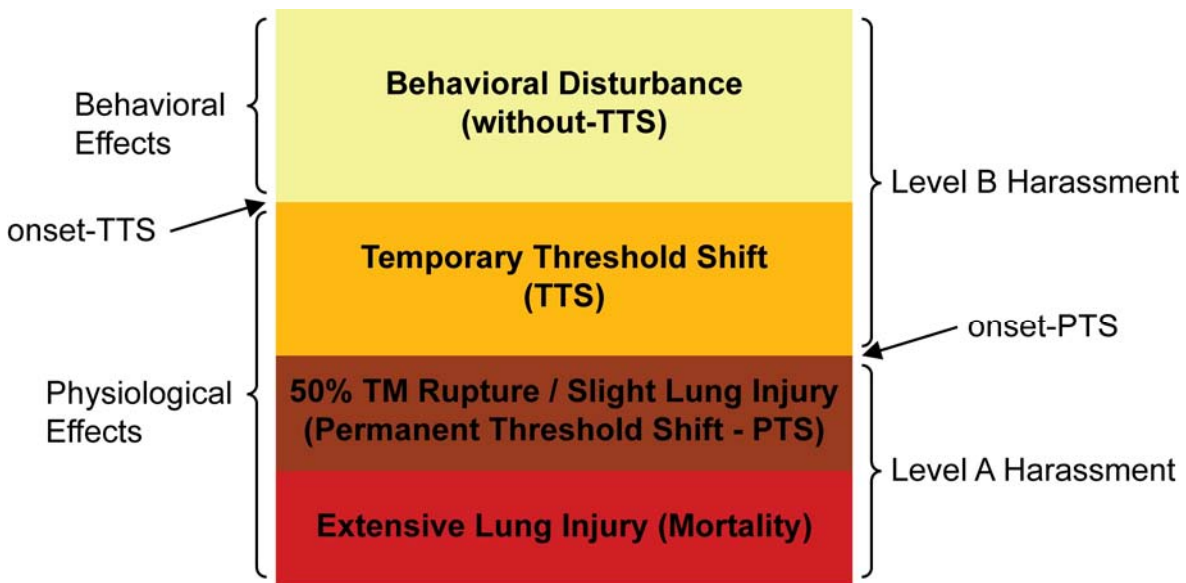 Behavioral Disturbance
(without-TTS)
Behavioral
Effects
Level B Harassment
onset-TTS
Temporary Threshold Shift
(TTS)
onset-PTS
Physiological
Effects
50% TM Rupture / Slight Lung Injury
(Permanent Threshold Shift - PTS)
Level A Harassment
Extensive Lung Injury (Mortality)